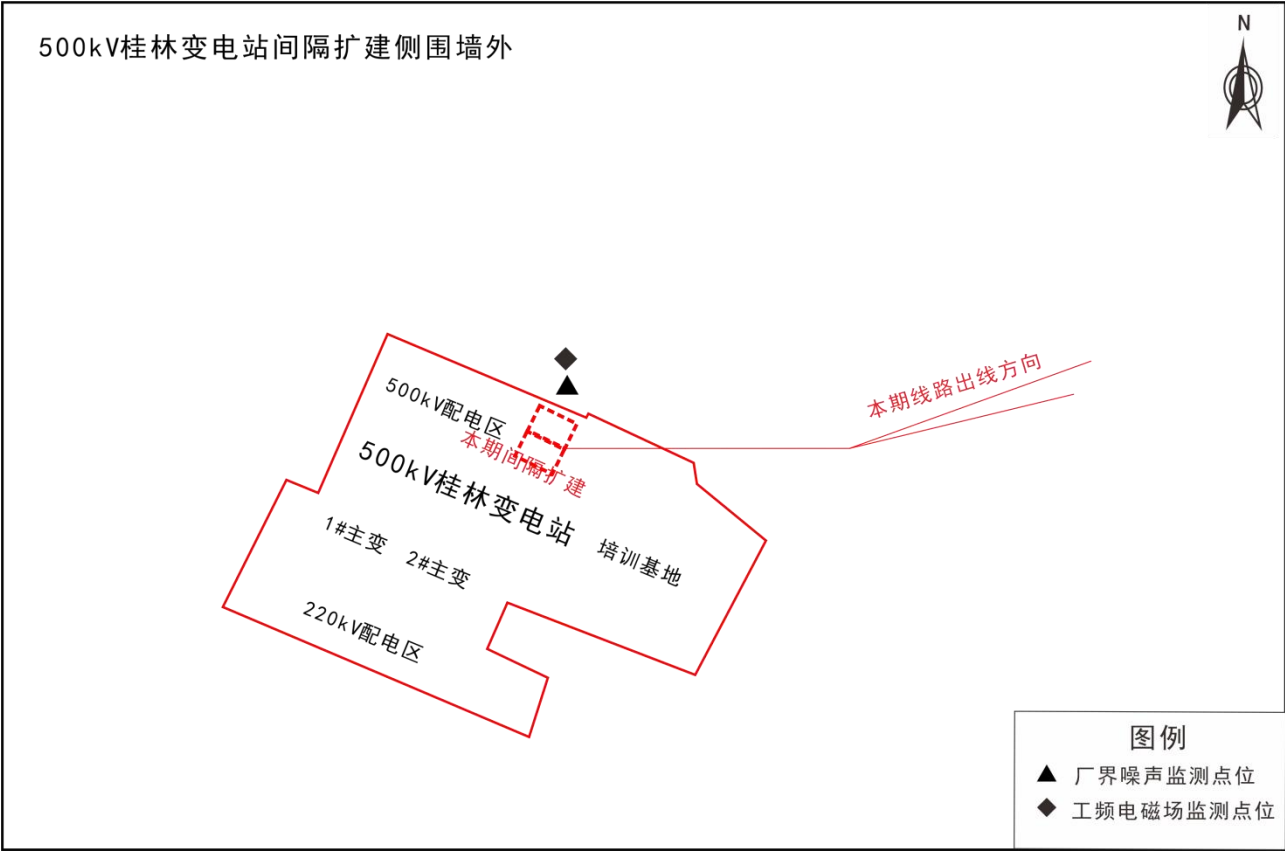 500kV桂林变电站间隔扩建侧围墙外
N
本期线路出线方向
500kV配电区
本期间隔扩建
500kV桂林变电站
培训基地
1#主变
2#主变
220kV配电区
图例
厂界噪声监测点位
工频电磁场监测点位